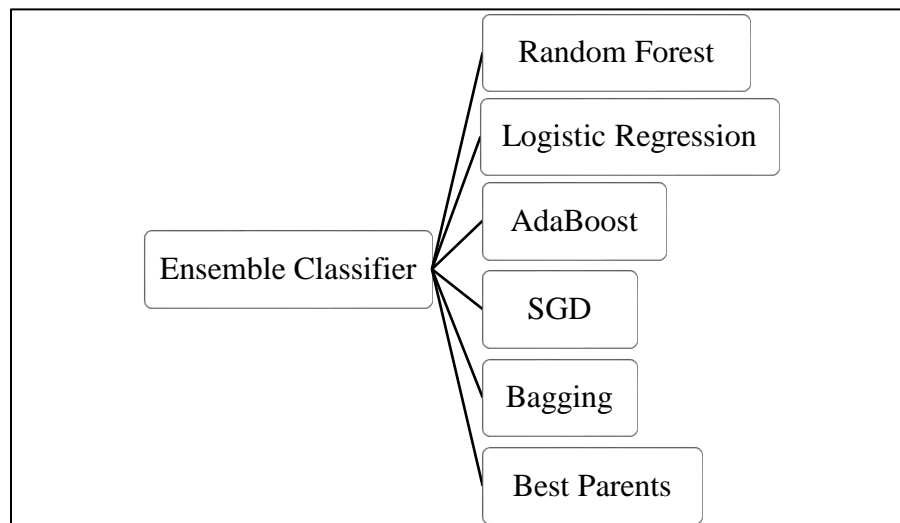 Random Forest
Logistic Regression
AdaBoost
Ensemble Classifier
SGD
Bagging
Best Parents